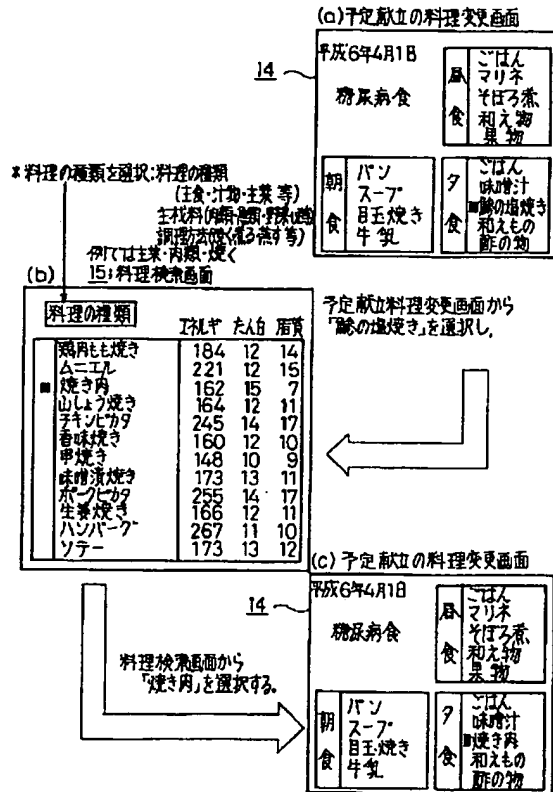 (a)予定献立の料理変更画面
14
平成6年4月1日
糖尿病食
昼食
ごはん
マリネ
そぼろ煮
和え物
果物
朝食
パン
スープ
目玉焼き
牛乳
夕食
ごはん
味噌汁
■鯵の塩焼き
和えもの
酢の物
*料理の種類を選択:料理の種類
(主食・汁物・主菜 等)
主材料
調理方法(焼く・煮る・蒸す等)
例では主菜・肉類・焼く
15:料理検索画面
(b)
料理の種類
エネルギ たん白 脂質
鶏肉もも焼き 184 12 14
ムニエル 221 12 15
■ 焼き肉 162 15 7
山しょう焼き 164 12 11
チキンピカタ 245 14 17
香味焼き 160 12 10
串焼き 148 10 9
味噌漬焼き 173 13 11
ポークピカタ 255 14 17
生姜焼き 166 12 11
ハンバーグ 267 11 10
ソテー 173 13 12
予定献立料理変更画面から
「鯵の塩焼き」を選択し、
料理検索画面から
「焼き肉」を選択する。
(c) 予定献立の料理変更画面
14
平成6年4月1日
糖尿病食
昼食
ごはん
マリネ
そぼろ煮
和え物
果物
朝食
パン
スープ
目玉焼き
牛乳
夕食
ごはん
味噌汁
■焼き肉
和えもの
酢の物